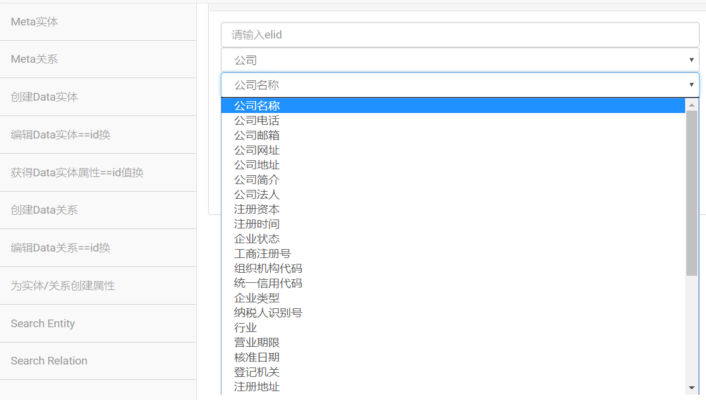 Meta实体
Meta关系
创建Data实体
编辑Data实体==id换
获得Data实体属性==id值换
创建Data关系
编辑Data关系==id换
为实体/关系创建属性
Search Entity
Search Relation
请输入elid
公司
公司名称
公司名称
公司电话
公司邮箱
公司网址
公司地址
公司简介
公司法人
注册资本
注册时间
企业状态
工商注册号
组织机构代码
统一信用代码
企业类型
纳税人识别号
行业
营业期限
核准日期
登记机关
注册地址